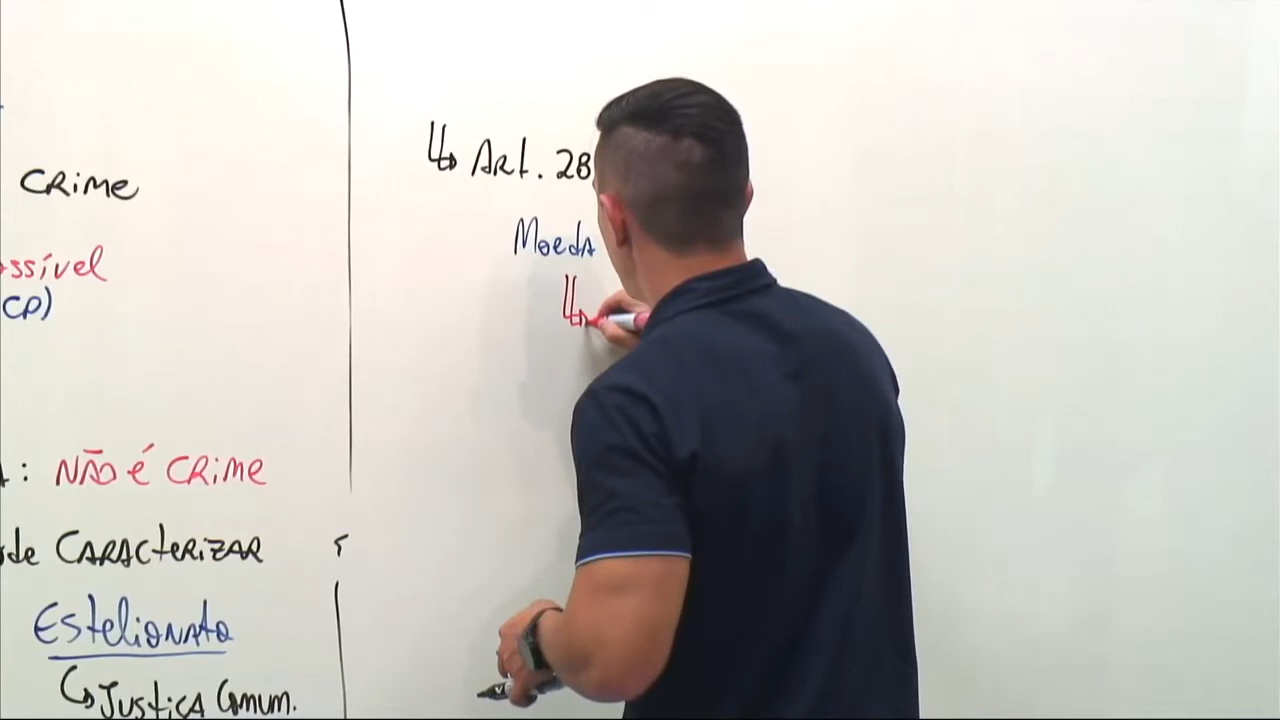 CRIME
ssível
CP)
: NÃO É CRIME
de CARACTERIZAR
Estelionato
↳ JUSTIÇA COMUM.
↳ Art. 28
Moeda
↳